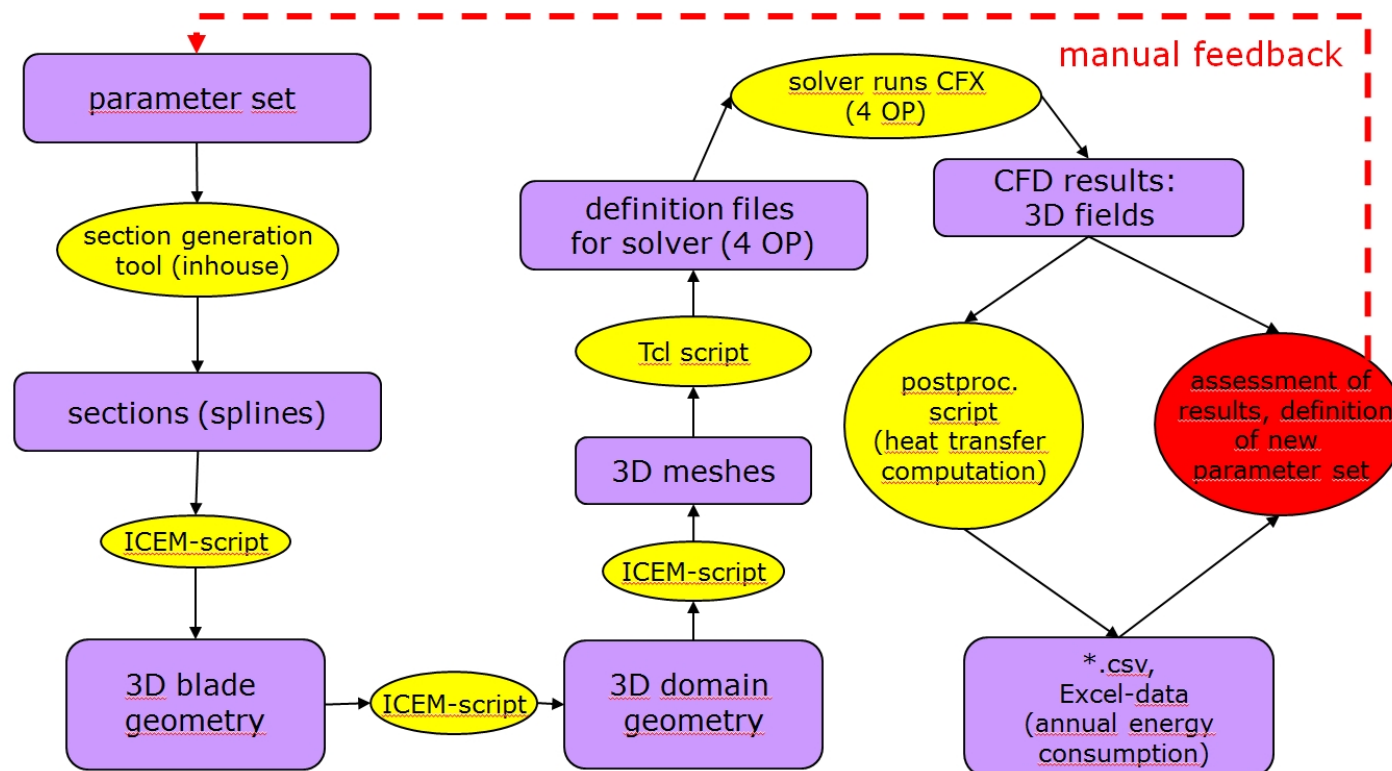 manual feedback
parameter set
section generation
tool (inhouse)
sections (splines)
ICEM-script
3D blade
geometry
ICEM-script
3D domain
geometry
ICEM-script
3D meshes
Tcl script
definition files
for solver (4 OP)
solver runs CFX
(4 OP)
CFD results:
3D fields
postproc.
script
(heat transfer
computation)
assessment of
results, definition
of new
parameter set
*.csv,
Excel-data
(annual energy
consumption)